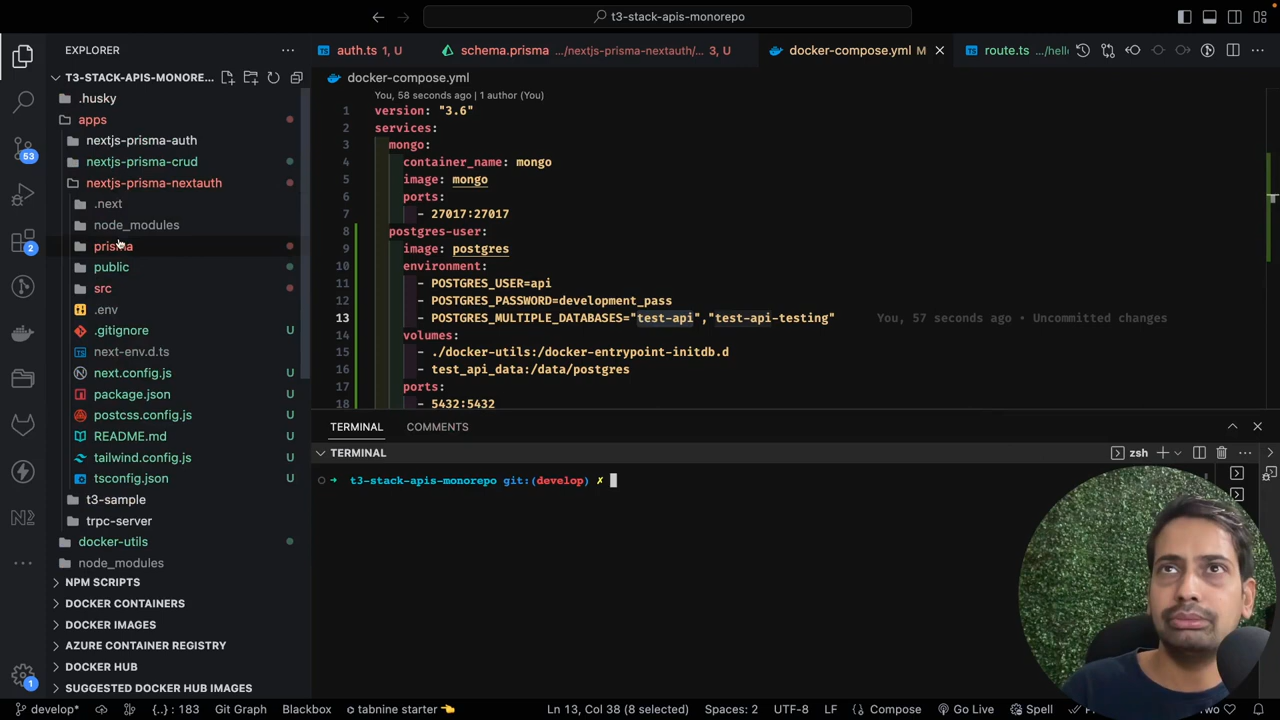 t3-stack-apis-monorepo
EXPLORER
auth.ts 1, U
schema.prisma .../nextjs-prisma-nextauth/... 3, U
docker-compose.yml M
route.ts
T3-STACK-APIS-MONORE...
.husky
apps
nextjs-prisma-auth
nextjs-prisma-crud
nextjs-prisma-nextauth
.next
node_modules
prisma
public
src
.env
.gitignore U
next-env.d.ts
next.config.js U
package.json U
postcss.config.js U
README.md U
tailwind.config.js U
tsconfig.json U
t3-sample
trpc-server
docker-utils
node_modules
NPM SCRIPTS
DOCKER CONTAINERS
DOCKER IMAGES
AZURE CONTAINER REGISTRY
DOCKER HUB
SUGGESTED DOCKER HUB IMAGES
53
2
1
docker-compose.yml
You, 58 seconds ago | 1 author (You)
1 version: "3.6"
2 services:
3 mongo:
4 container_name: mongo
5 image: mongo
6 ports:
7 - 27017:27017
8 postgres-user:
9 image: postgres
10 environment:
11 - POSTGRES_USER=api
12 - POSTGRES_PASSWORD=development_pass
13 - POSTGRES_MULTIPLE_DATABASES="test-api","test-api-testing" You, 57 seconds ago • Uncommitted changes
14 volumes:
15 - ./docker-utils:/docker-entrypoint-initdb.d
16 - test_api_data:/data/postgres
17 ports:
18 - 5432:5432
TERMINAL COMMENTS
TERMINAL
zsh
→ t3-stack-apis-monorepo git:(develop) ✗
develop* {..} : 183 Git Graph Blackbox tabnine starter Ln 13, Col 38 (8 selected) Spaces: 2 UTF-8 LF Compose Go Live Spell